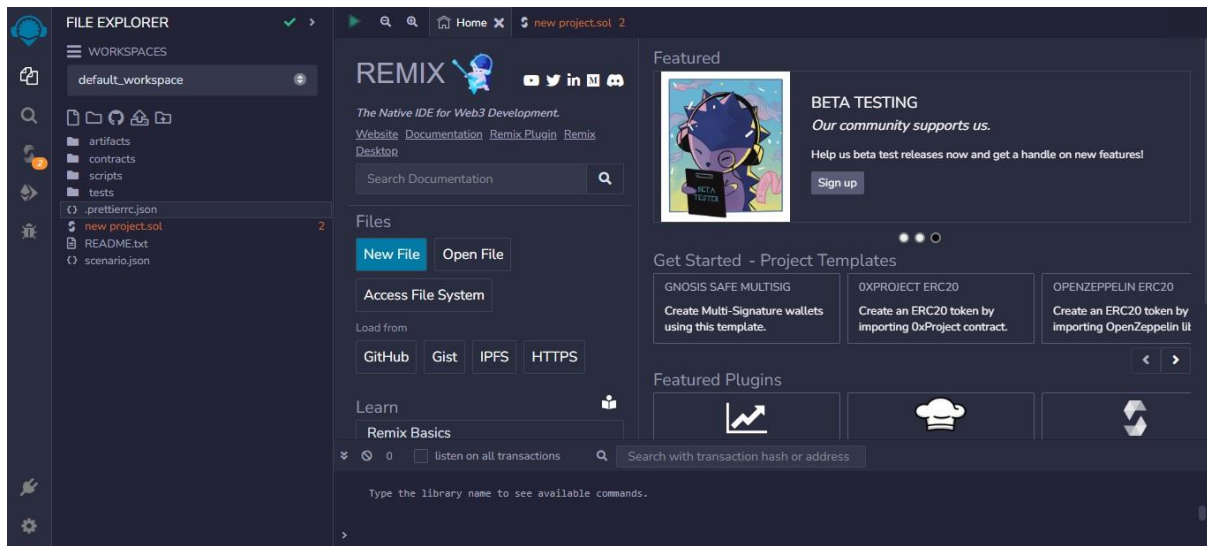 FILE EXPLORER
WORKSPACES
default_workspace
artifacts
contracts
scripts
tests
.prettierrc.json
new project.sol 2
README.txt
scenario.json
2
Home
new project.sol 2
REMIX
The Native IDE for Web3 Development.
Website Documentation Remix Plugin Remix
Desktop
Search Documentation
Files
New File Open File
Access File System
Load from
GitHub Gist IPFS HTTPS
Learn
Remix Basics
Featured
BETA
TESTER
BETA TESTING
Our community supports us.
Help us beta test releases now and get a handle on new features!
Sign up
Get Started - Project Templates
GNOSIS SAFE MULTISIG
Create Multi-Signature wallets
using this template.
0XPROJECT ERC20
Create an ERC20 token by
importing 0xProject contract.
OPENZEPPELIN ERC20
Create an ERC20 token by
importing OpenZeppelin lib
Featured Plugins
0 listen on all transactions Search with transaction hash or address
Type the library name to see available commands.
>